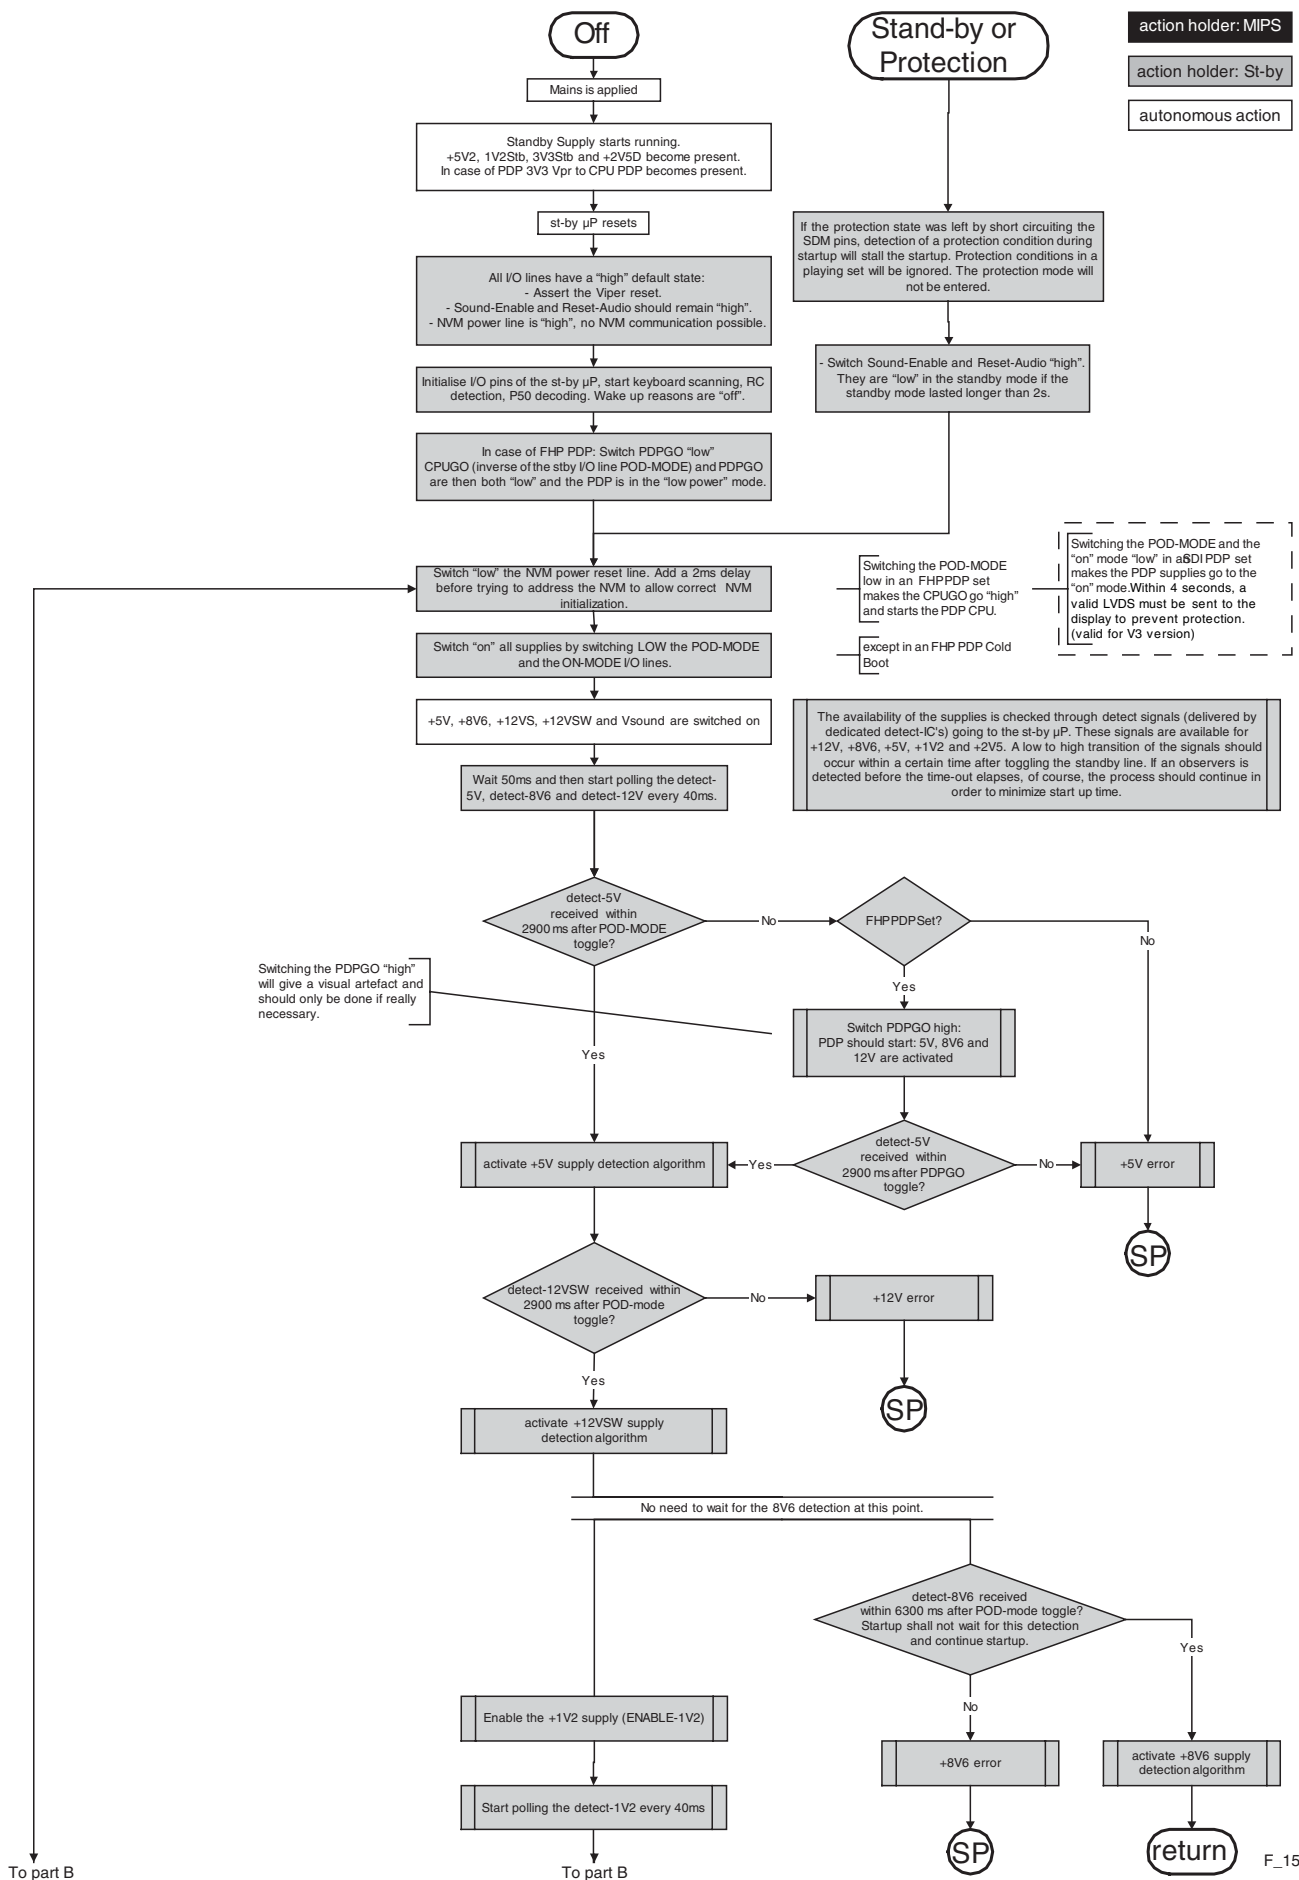 Off
Stand-by or
Protection
action holder: MIPS
action holder: St-by
autonomous action
Mains is applied
Standby Supply starts running.
+5V2, 1V2Stb, 3V3Stb and +2V5D become present.
In case of PDP 3V3 Vpr to CPU PDP becomes present.
st-by µP resets
If the protection state was left by short circuiting the
SDM pins, detection of a protection condition during
startup will stall the startup. Protection conditions in a
playing set will be ignored. The protection mode will
not be entered.
All I/O lines have a “high” default state:
- Assert the Viper reset.
- Sound-Enable and Reset-Audio should remain “high”.
- NVM power line is “high”, no NVM communication possible.
- Switch Sound-Enable and Reset-Audio “high”.
They are “low” in the standby mode if the
standby mode lasted longer than 2s.
Initialise I/O pins of the st-by µP, start keyboard scanning, RC
detection, P50 decoding. Wake up reasons are “off”.
In case of FHP PDP: Switch PDPGO “low”
CPUGO (inverse of the stby I/O line POD-MODE) and PDPGO
are then both “low” and the PDP is in the “low power” mode.
Switch “low” the NVM power reset line. Add a 2ms delay
before trying to address the NVM to allow correct NVM
initialization.
Switching the POD-MODE
low in an FHP PDP set
makes the CPUGO go “high”
and starts the PDP CPU.
Switching the POD-MODE and the
“on” mode “low” in an SDI PDP set
makes the PDP supplies go to the
“on” mode. Within 4 seconds, a
valid LVDS must be sent to the
display to prevent protection.
(valid for V3 version)
Switch “on” all supplies by switching LOW the POD-MODE
and the ON-MODE I/O lines.
except in an FHP PDP Cold
Boot
+5V, +8V6, +12VS, +12VSW and Vsound are switched on
The availability of the supplies is checked through detect signals (delivered by
dedicated detect-IC's) going to the st-by µP. These signals are available for
+12V, +8V6, +5V, +1V2 and +2V5. A low to high transition of the signals should
occur within a certain time after toggling the standby line. If an observers is
detected before the time-out elapses, of course, the process should continue in
order to minimize start up time.
Wait 50ms and then start polling the detect-
5V, detect-8V6 and detect-12V every 40ms.
detect-5V
received within
2900 ms after POD-MODE
toggle?
No
FHP PDP Set?
No
Yes
Switching the PDPGO “high”
will give a visual artefact and
should only be done if really
necessary.
Switch PDPGO high:
PDP should start: 5V, 8V6 and
12V are activated
Yes
activate +5V supply detection algorithm
Yes
detect-5V
received within
2900 ms after PDPGO
toggle?
No
+5V error
SP
detect-12VSW received within
2900 ms after POD-mode
toggle?
No
+12V error
SP
Yes
activate +12VSW supply
detection algorithm
No need to wait for the 8V6 detection at this point.
detect-8V6 received
within 6300 ms after POD-mode toggle?
Startup shall not wait for this detection
and continue startup.
Yes
No
Enable the +1V2 supply (ENABLE-1V2)
+8V6 error
activate +8V6 supply
detection algorithm
Start polling the detect-1V2 every 40ms
SP
return
To part B
To part B
F_15